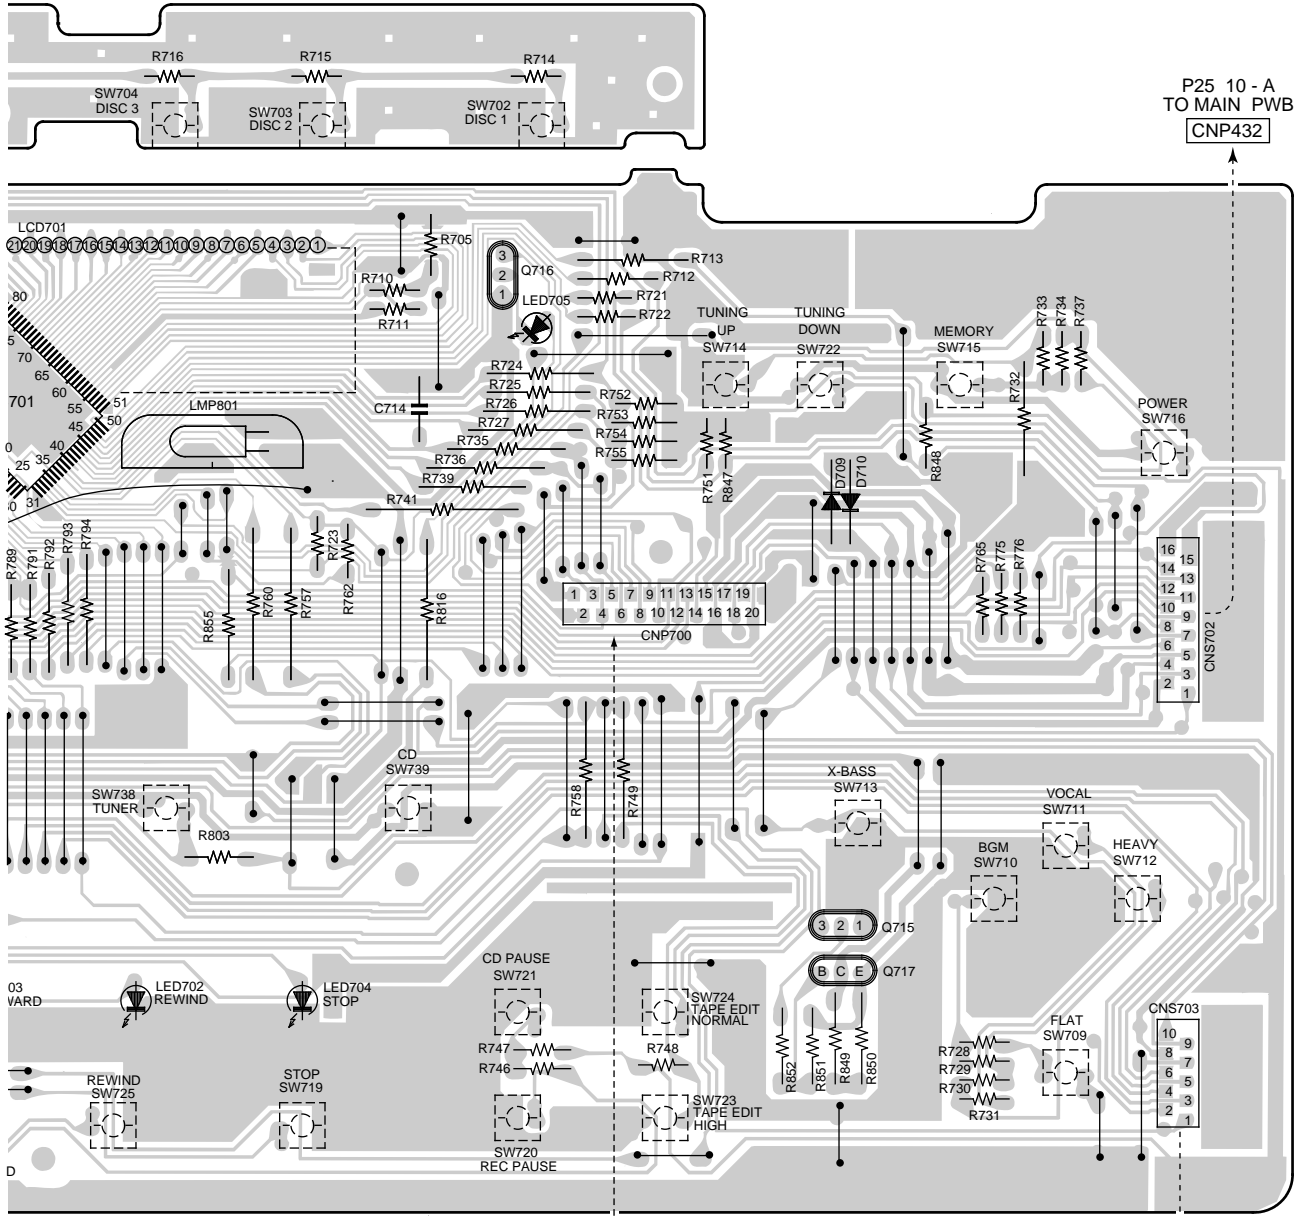 R716
R715
R714
SW704
DISC 3
SW703
DISC 2
SW702
DISC 1
P25 10 - A
TO MAIN PWB
CNP432
LCD701
21 20 19 18 17 16 15 14 13 12 11 10 9 8 7 6 5 4 3 2 1
R705
R710
R711
3
2
1
Q716
LED705
R713
R712
R721
R722
TUNING
UP
SW714
TUNING
DOWN
SW722
MEMORY
SW715
R733
R734
R737
R732
POWER
SW716
80
5
70
65
60
55
51
50
45
40
35
31
25
701
0
30
LMP801
C714
R724
R725
R726
R727
R735
R736
R739
R741
R752
R753
R754
R755
R751
R847
D709
D710
R848
R789
R791
R792
R793
R794
R723
R762
R855
R760
R757
R816
1 3 5 7 9 11 13 15 17 19
2 4 6 8 10 12 14 16 18 20
CNP700
R765
R775
R776
16
15
14
13
12
11
10
9
8
7
6
5
4
3
2
1
CNS702
CD
SW739
SW738
TUNER
R803
R758
R749
X-BASS
SW713
VOCAL
SW711
BGM
SW710
HEAVY
SW712
3 2 1
Q715
B C E
Q717
CD PAUSE
SW721
03
WARD
LED702
REWIND
LED704
STOP
SW724
TAPE EDIT
NORMAL
R747
R746
R748
R852
R851
R849
R850
R728
R729
R730
R731
FLAT
SW709
CNS703
10
9
8
7
6
5
4
3
2
1
REWIND
SW725
STOP
SW719
SW723
TAPE EDIT
HIGH
SW720
REC PAUSE
D